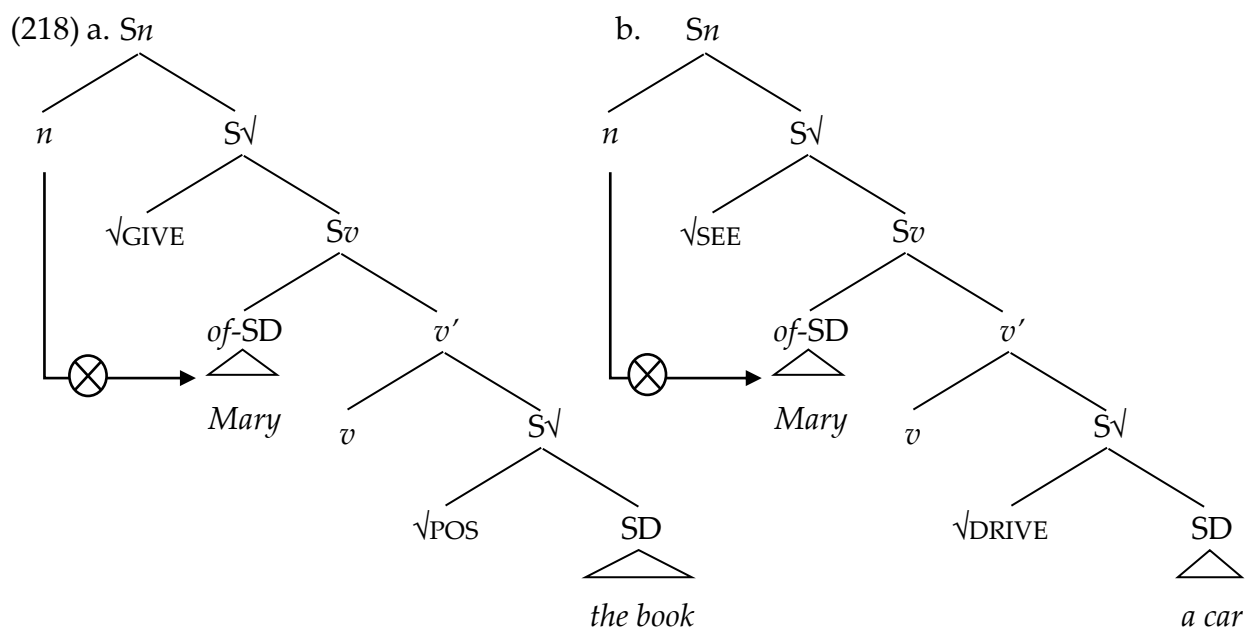 (218) a. Sn b. Sn
n S√ n S√
√GIVE Sv √SEE Sv
of-SD v’ of-SD v’
Mary v S√ Mary v S√
√POS SD √DRIVE SD
the book a car